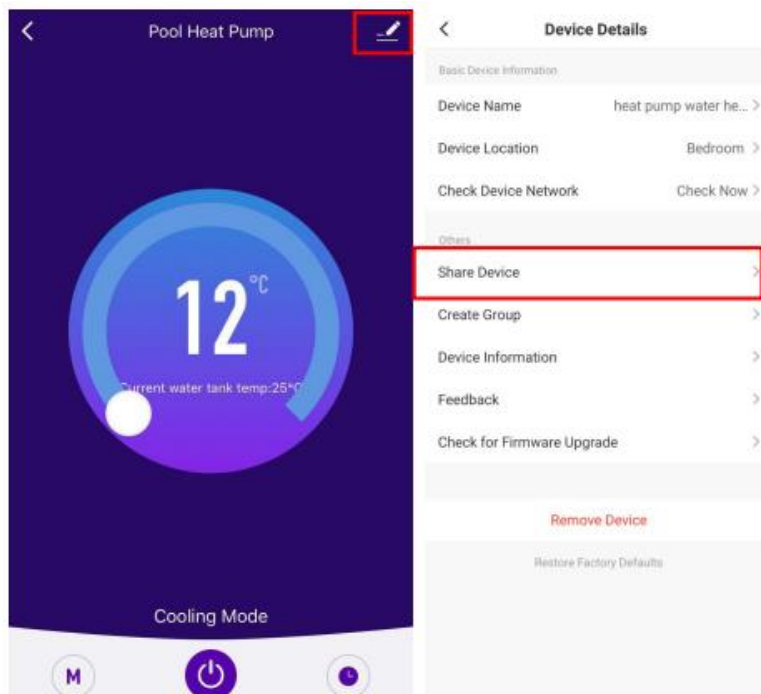 Pool Heat Pump
12°C
Current water tank temp:25°C
Cooling Mode
M
Device Details
Basic Device Information
Device Name heat pump water he...
Device Location Bedroom
Check Device Network Check Now
Others
Share Device
Create Group
Device Information
Feedback
Check for Firmware Upgrade
Remove Device
Restore Factory Defaults